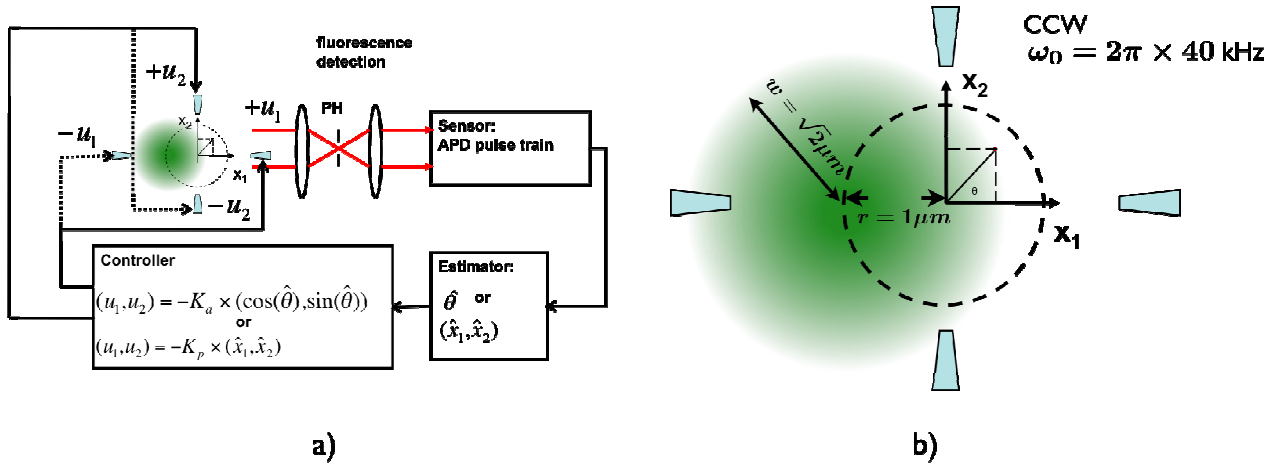 fluorescence
detection
+u₂
+u₁
PH
Sensor:
APD pulse train
−u₁
x₂
x₁
−u₂
Controller
(u₁,u₂) = −Kₐ × (cos(θ̂),sin(θ̂))
or
(u₁,u₂) = −Kₚ × (x̂₁,x̂₂)
Estimator:
θ̂ or
(x̂₁,x̂₂)
a)
CCW
ω₀ = 2π × 40 kHz
x₂
w = √2μm
θ
r = 1μm
x₁
b)